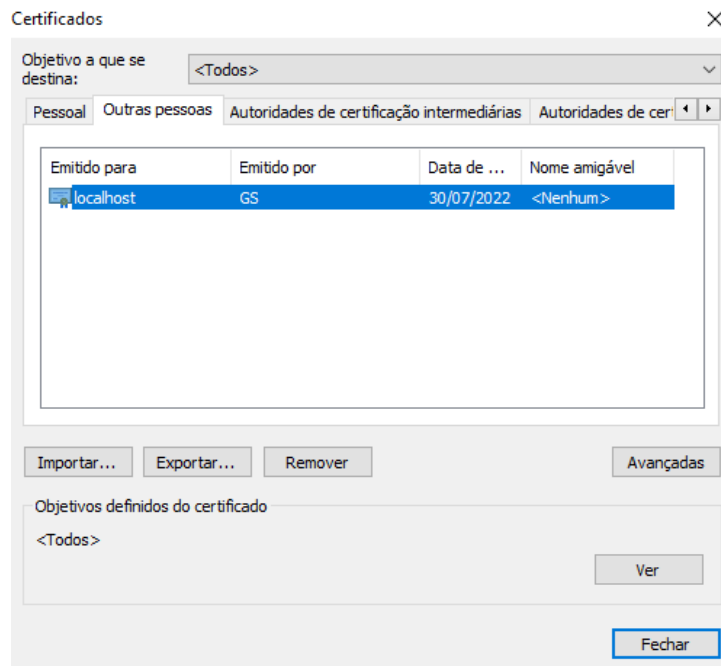 Certificados
Objetivo a que se destina:
<Todos>
Pessoal Outras pessoas Autoridades de certificação intermediárias Autoridades de cer
Emitido para Emitido por Data de ... Nome amigável
localhost GS 30/07/2022 <Nenhum>
Importar... Exportar... Remover Avançadas
Objetivos definidos do certificado
<Todos>
Ver
Fechar